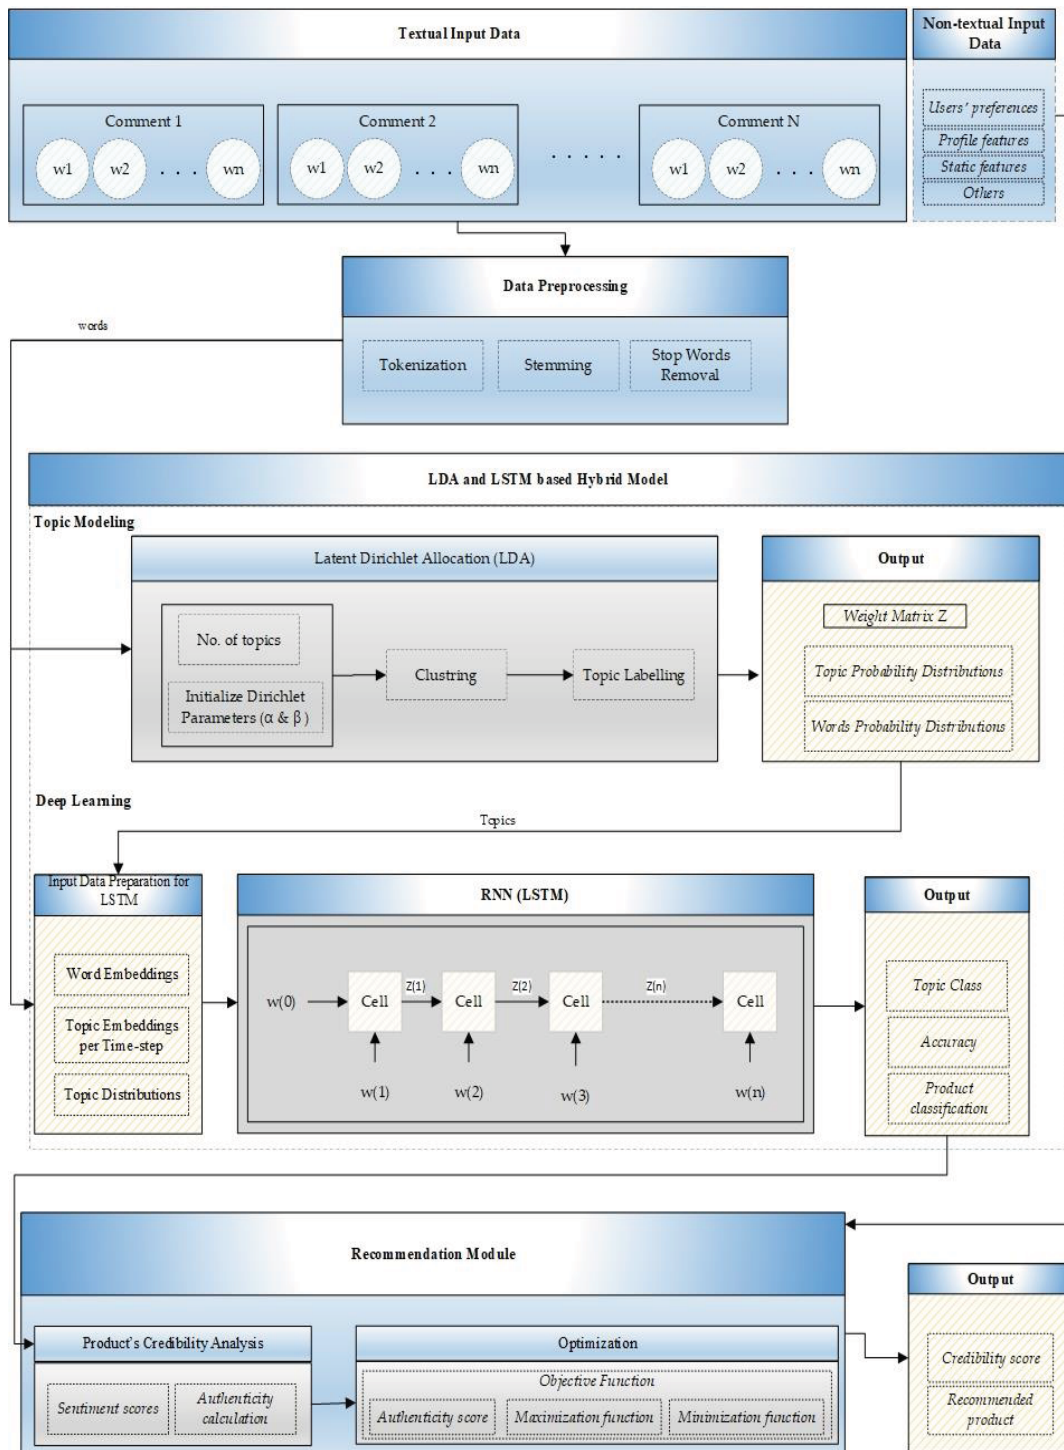 Textual Input Data
Non-textual Input
Data
Comment 1
w1 w2 . . . wn
Comment 2
w1 w2 . . . wn
. . . . .
Comment N
w1 w2 . . . wn
Users' preferences
Profile features
Static features
Others
Data Preprocessing
words
Tokenization
Stemming
Stop Words
Removal
LDA and LSTM based Hybrid Model
Topic Modeling
Latent Dirichlet Allocation (LDA)
No. of topics
Initialize Dirichlet
Parameters (α & β )
Clustring
Topic Labelling
Output
Weight Matrix Z
Topic Probability Distributions
Words Probability Distributions
Deep Learning
Topics
Input Data Preparation for
LSTM
Word Embeddings
Topic Embeddings
per Time-step
Topic Distributions
RNN (LSTM)
w(0) Cell Z(1) Cell Z(2) Cell Z(n) Cell
w(1) w(2) w(3) w(n)
Output
Topic Class
Accuracy
Product
classification
Recommendation Module
Product's Credibility Analysis
Sentiment scores
Authenticity
calculation
Optimization
Objective Function
Authenticity score
Maximization function
Minimization function
Output
Credibility score
Recommended
product